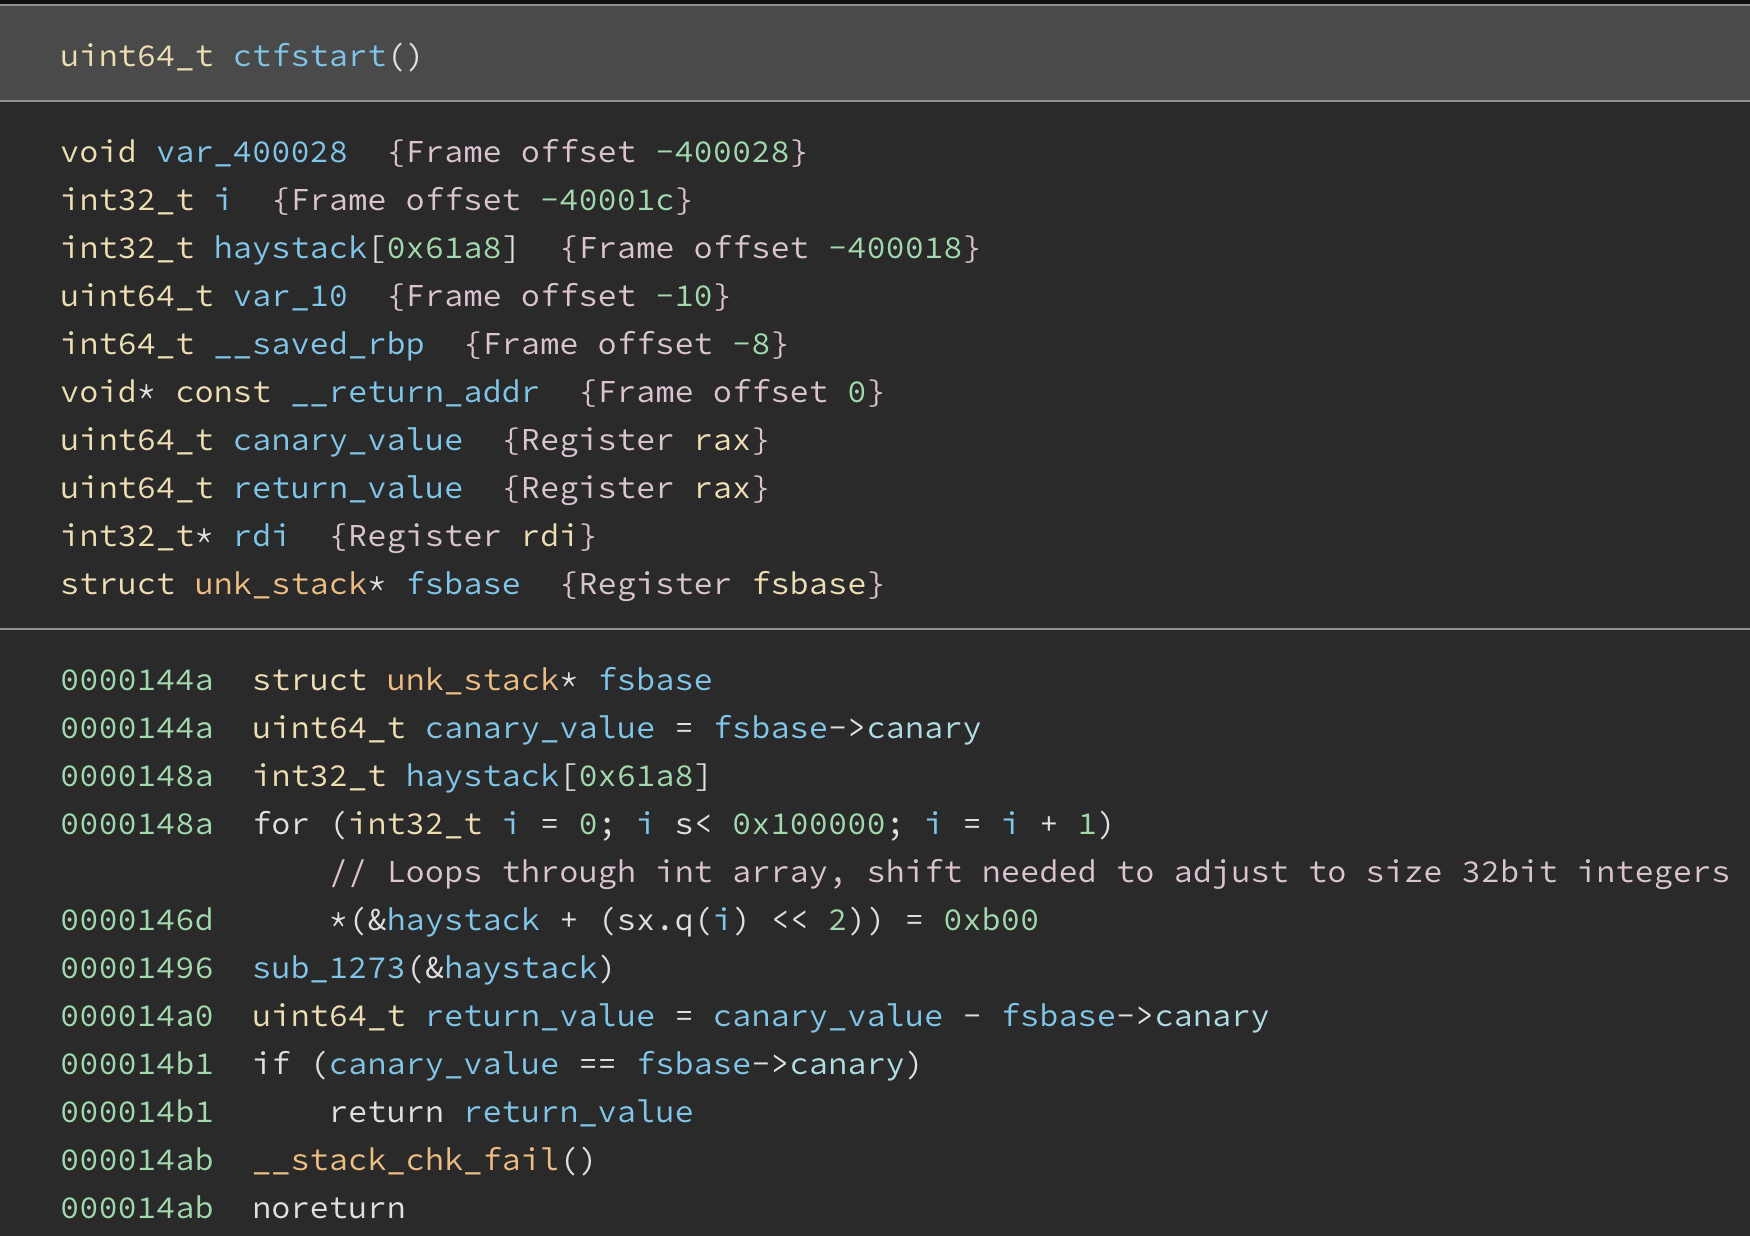 uint64_t ctfstart()
void var_400028 {Frame offset -400028}
int32_t i {Frame offset -40001c}
int32_t haystack[0x61a8] {Frame offset -400018}
uint64_t var_10 {Frame offset -10}
int64_t __saved_rbp {Frame offset -8}
void* const __return_addr {Frame offset 0}
uint64_t canary_value {Register rax}
uint64_t return_value {Register rax}
int32_t* rdi {Register rdi}
struct unk_stack* fsbase {Register fsbase}
0000144a struct unk_stack* fsbase
0000144a uint64_t canary_value = fsbase->canary
0000148a int32_t haystack[0x61a8]
0000148a for (int32_t i = 0; i s< 0x100000; i = i + 1)
// Loops through int array, shift needed to adjust to size 32bit integers
0000146d *(&haystack + (sx.q(i) << 2)) = 0xb00
00001496 sub_1273(&haystack)
000014a0 uint64_t return_value = canary_value - fsbase->canary
000014b1 if (canary_value == fsbase->canary)
000014b1 return return_value
000014ab __stack_chk_fail()
000014ab noreturn